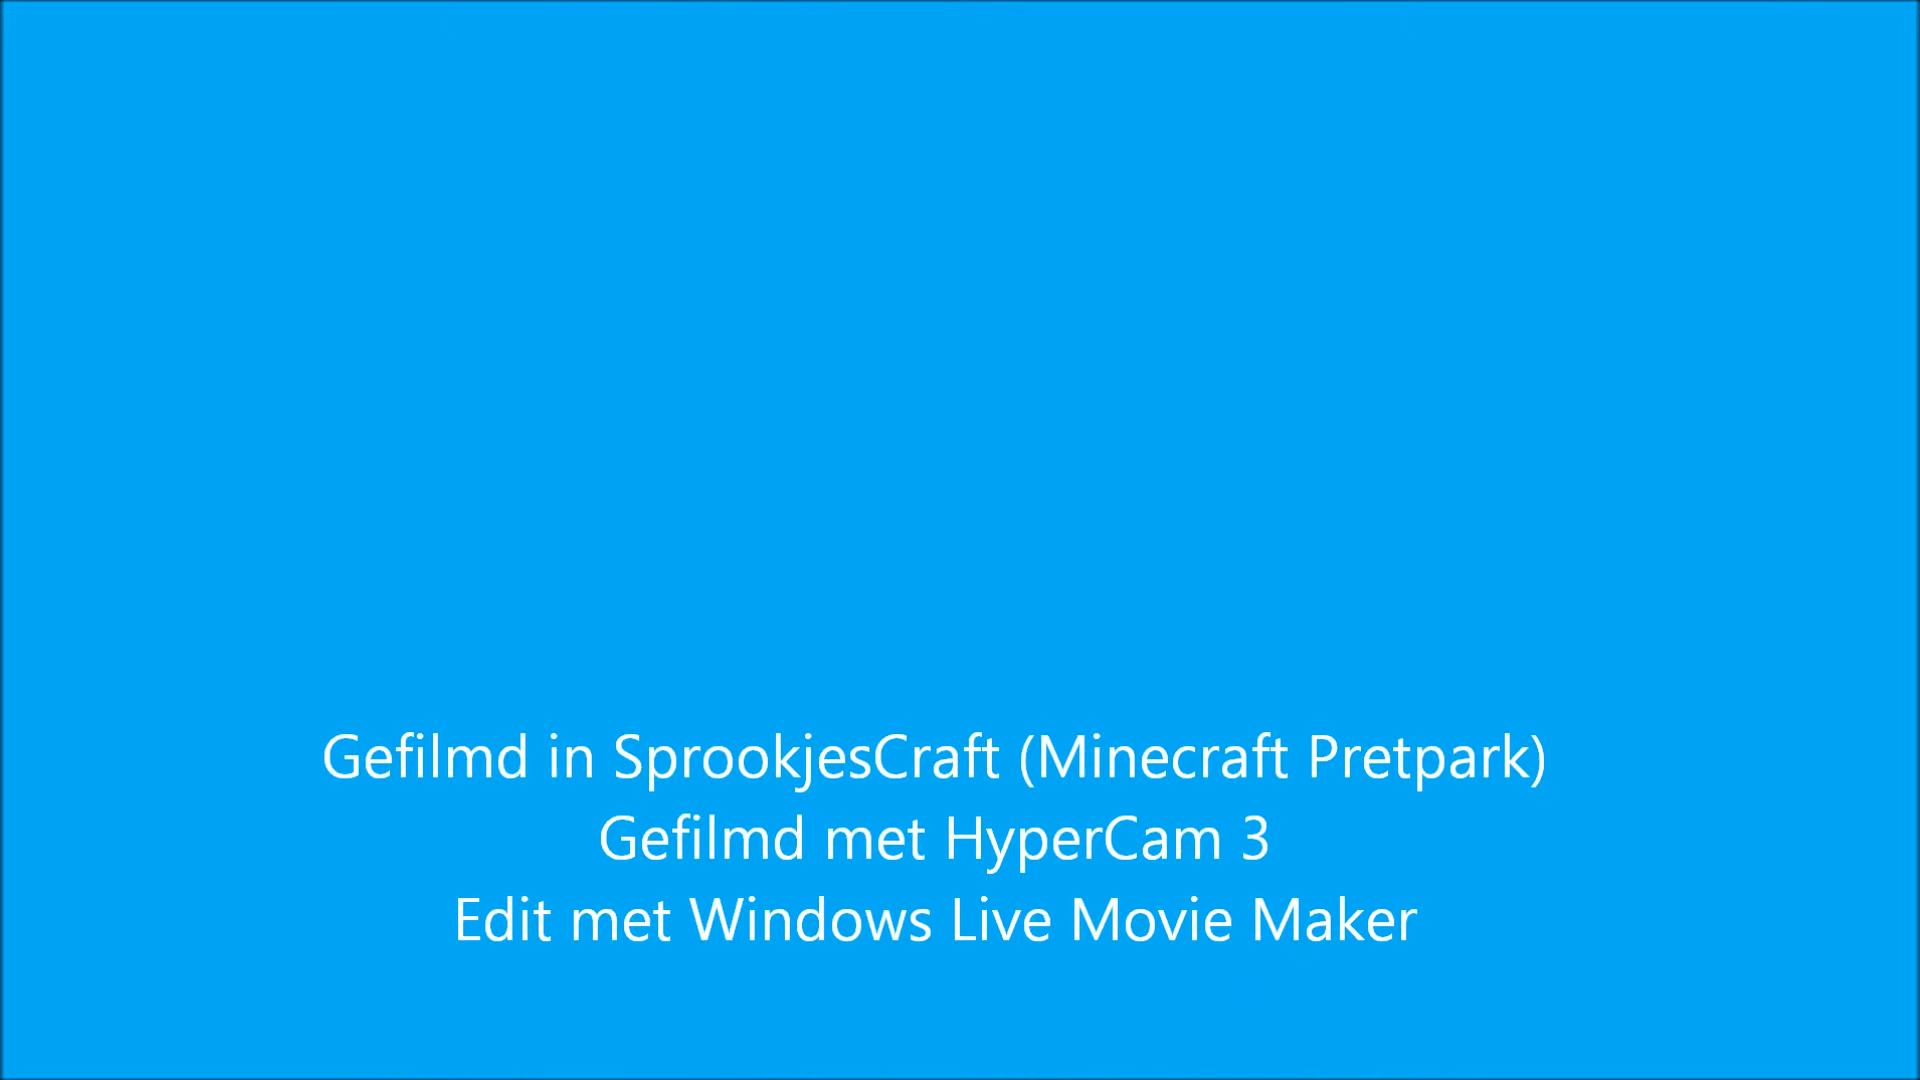 Gefilmd in SprookjesCraft (Minecraft Pretpark)
Gefilmd met HyperCam 3
Edit met Windows Live Movie Maker